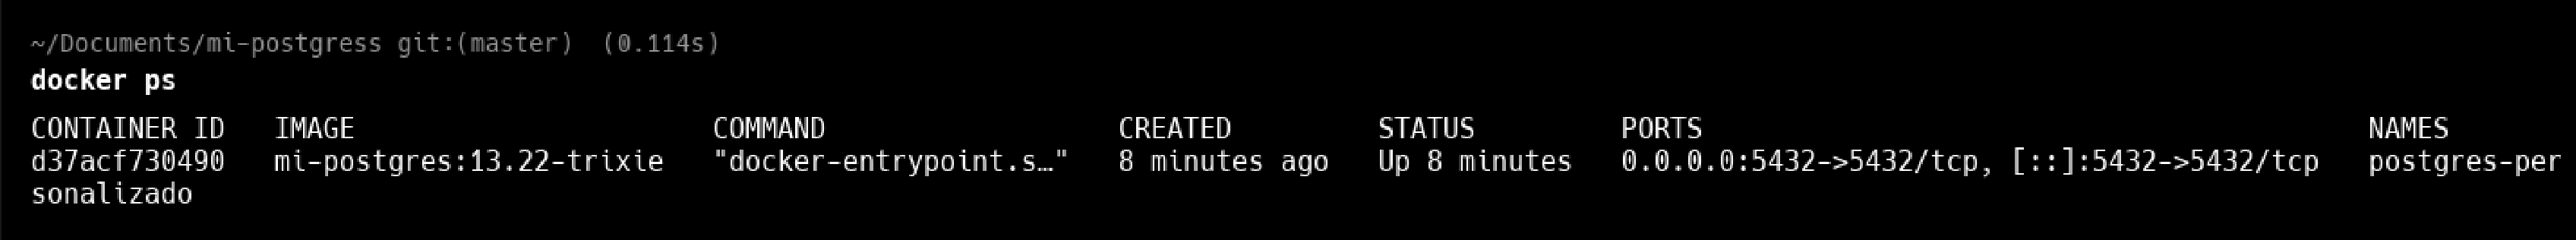 ~/Documents/mi-postgress git:(master) (0.114s)
docker ps
CONTAINER ID   IMAGE                      COMMAND                  CREATED         STATUS         PORTS                                         NAMES
d37acf730490   mi-postgres:13.22-trixie   "docker-entrypoint.s…"   8 minutes ago   Up 8 minutes   0.0.0.0:5432->5432/tcp, [::]:5432->5432/tcp   postgres-per
sonalizado